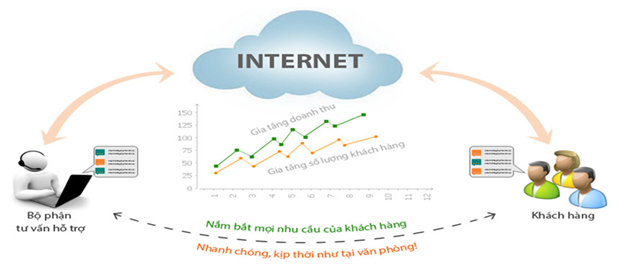 INTERNET
Gia tăng doanh thu
Gia tăng số lượng khách hàng
150
125
100
75
50
25
0
1 2 3 4 5 6 7 8 9 10 11 12
Bộ phận
tư vấn hỗ trợ
Khách hàng
Nắm bắt mọi nhu cầu của khách hàng
Nhanh chóng, kịp thời như tại văn phòng!